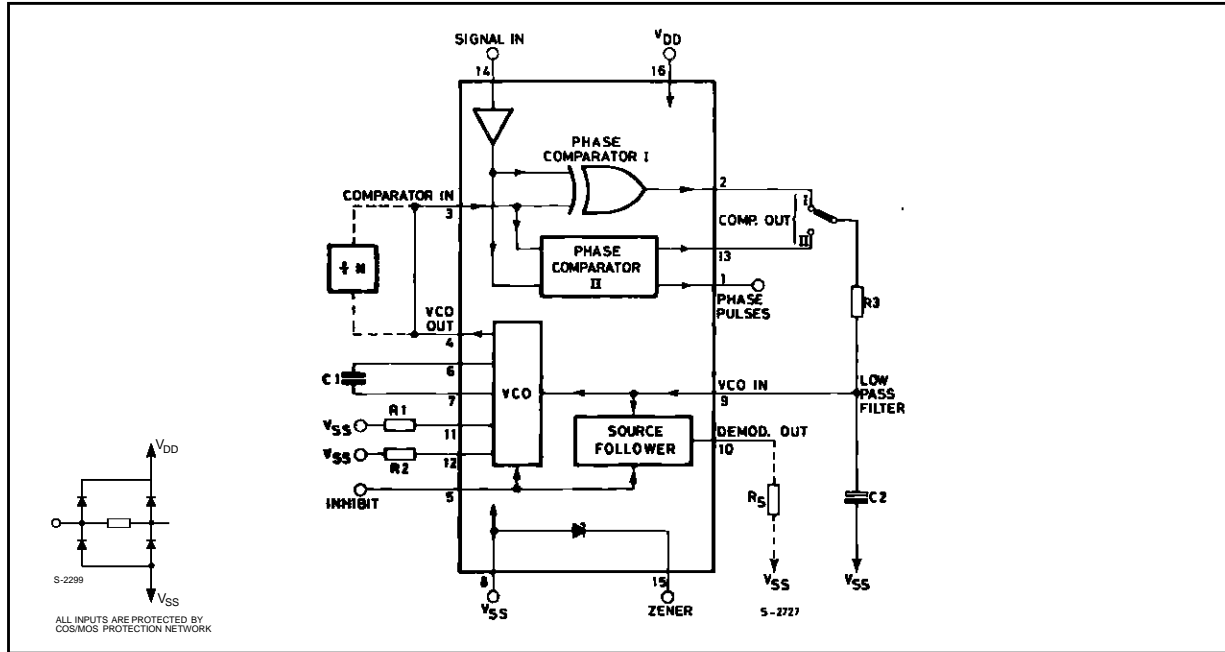 SIGNAL IN
VDD
14
16
PHASE
COMPARATOR I
COMPARATOR IN
3
2
I
COMP. OUT
II
13
PHASE
COMPARATOR
II
1
PHASE
PULSES
÷ N
R3
VCO
OUT
4
6
C1
7
VCO
VCO IN
9
LOW
PASS
FILTER
VSS
R1
11
SOURCE
FOLLOWER
DEMOD. OUT
10
VSS
R2
12
INHIBIT
5
RS
C2
VDD
S-2299
VSS
ALL INPUTS ARE PROTECTED BY
COS/MOS PROTECTION NETWORK
8
VSS
15
ZENER
VSS
VSS
S-2727